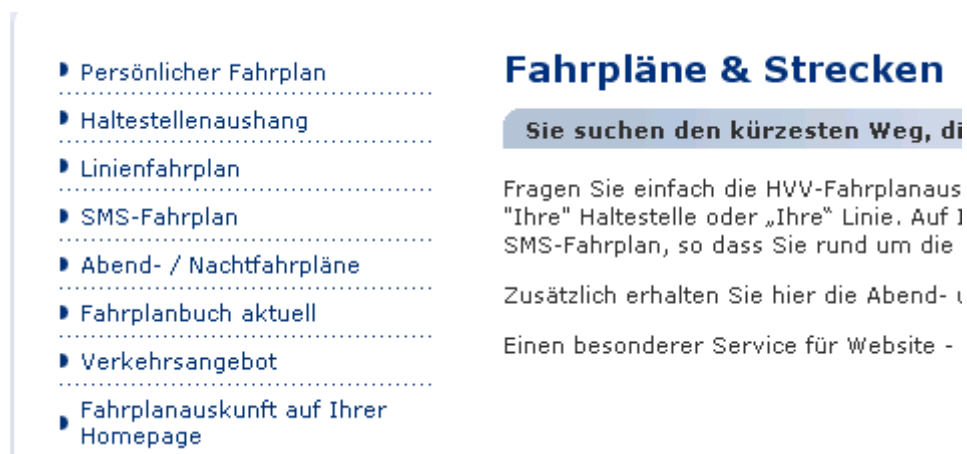 Persönlicher Fahrplan
Haltestellenaushang
Linienfahrplan
SMS-Fahrplan
Abend- / Nachtfahrpläne
Fahrplanbuch aktuell
Verkehrsangebot
Fahrplanauskunft auf Ihrer
Homepage
Fahrpläne & Strecken
Sie suchen den kürzesten Weg,
Fragen Sie einfach die
"Ihre" Haltestelle oder „Ihre“ Linie. Auf
SMS-Fahrplan, so dass Sie rund um die
Zusätzlich erhalten Sie hier die Abend-
Einen besonderer Service für Website -